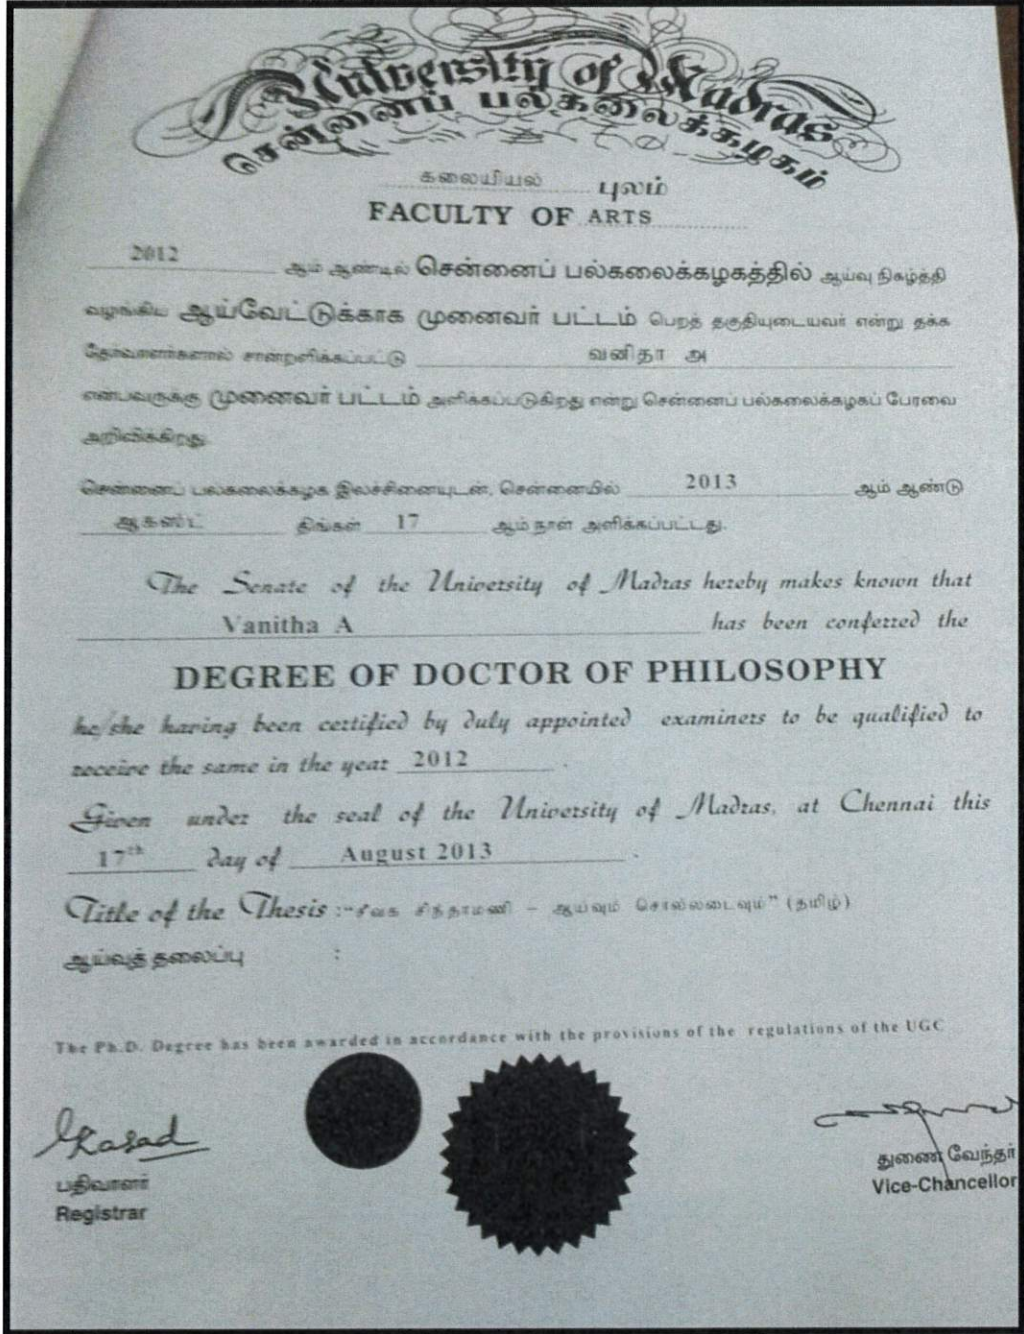 University of Madras
சென்னைப் பல்கலைக்கழகம்
கலையியல் புலம்
FACULTY OF ARTS
2012 ஆம் ஆண்டில் சென்னைப் பல்கலைக்கழகத்தில் ஆய்வு நிகழ்த்தி
வழங்கிய ஆய்வேட்டுக்காக முனைவர் பட்டம் பெறத் தகுதியுடையவர் என்று தக்க
தேர்வாளர்களால் சான்றளிக்கப்பட்டு வனிதா அ
என்பவருக்கு முனைவர் பட்டம் அளிக்கப்படுகிறது என்று சென்னைப் பல்கலைக்கழகப் பேரவை
அறிவிக்கிறது.
சென்னைப் பல்கலைக்கழக இலச்சினையுடன், சென்னையில் 2013 ஆம் ஆண்டு
ஆகஸ்ட் திங்கள் 17 ஆம் நாள் அளிக்கப்பட்டது.
The Senate of the University of Madras hereby makes known that
Vanitha A has been conferred the
DEGREE OF DOCTOR OF PHILOSOPHY
he/she having been certified by duly appointed examiners to be qualified to
receive the same in the year 2012.
Given under the seal of the University of Madras, at Chennai this
17th day of August 2013.
Title of the Thesis :-"சீவக சிந்தாமணி – ஆய்வும் சொல்லடைவும்" (தமிழ்)
ஆய்வுத் தலைப்பு :
The Ph.D. Degree has been awarded in accordance with the provisions of the regulations of the UGC
பதிவாளர்
Registrar
துணை வேந்தர்
Vice-Chancellor